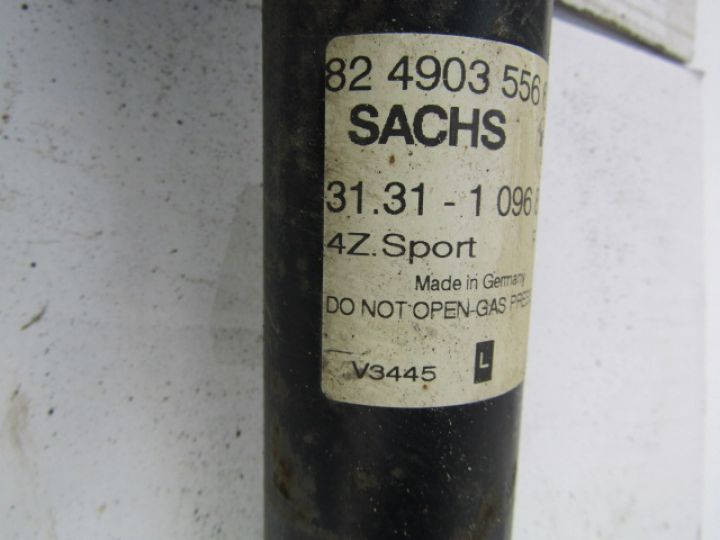 82 4903 556
SACHS
31.31 - 1 096
4Z.Sport
Made in Germany
DO NOT OPEN-GAS
V3445 L